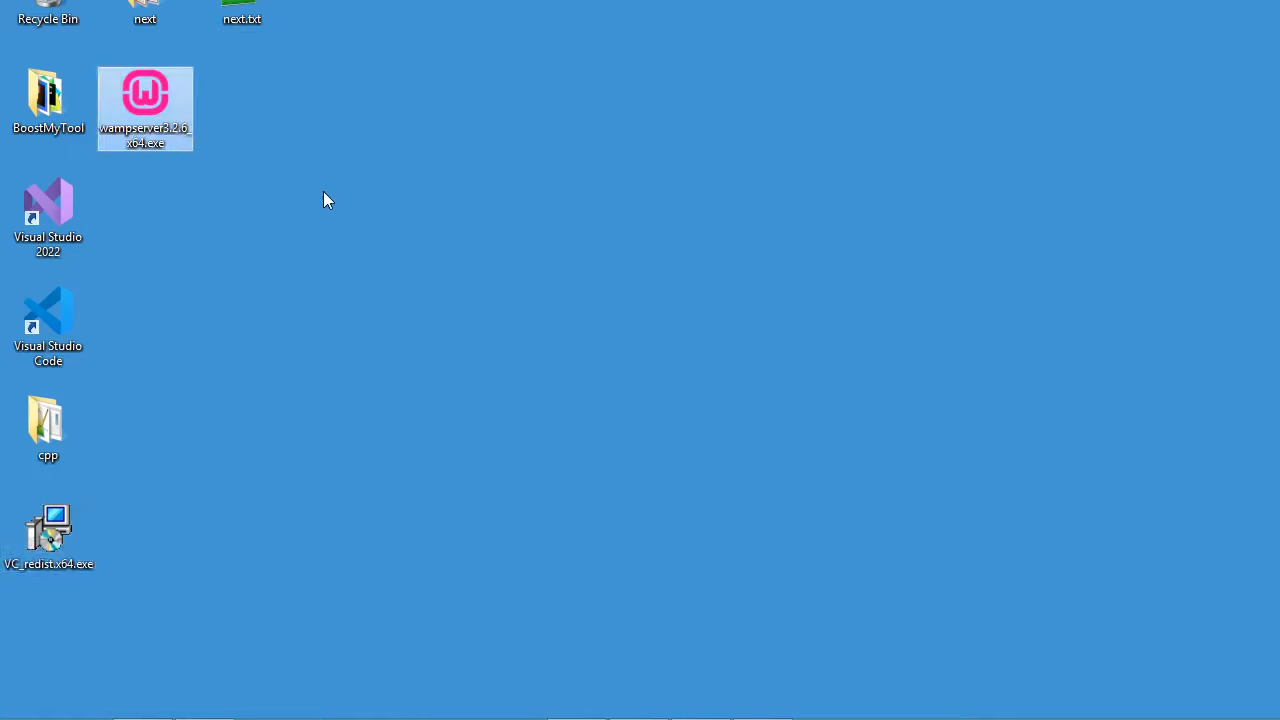 Recycle Bin
next
next.txt
BoostMyTool
wampserver3.2.6_
x64.exe
Visual Studio
2022
Visual Studio
Code
cpp
VC_redist.x64.exe